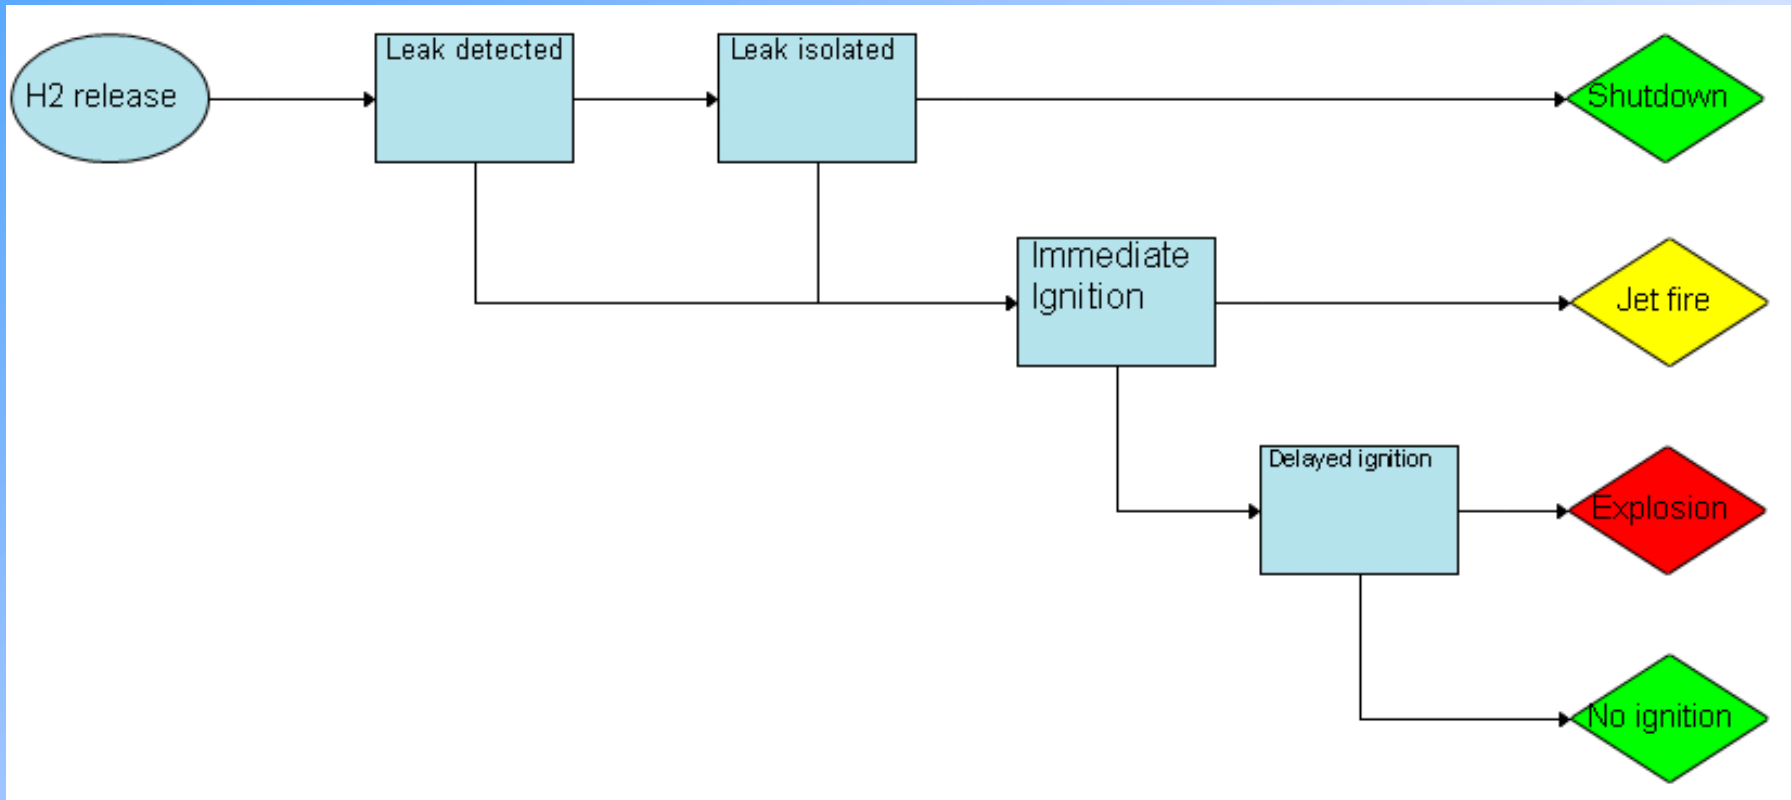 H2 release
Leak detected
Leak isolated
Shutdown
Immediate
Ignition
Jet fire
Delayed ignition
Explosion
No ignition